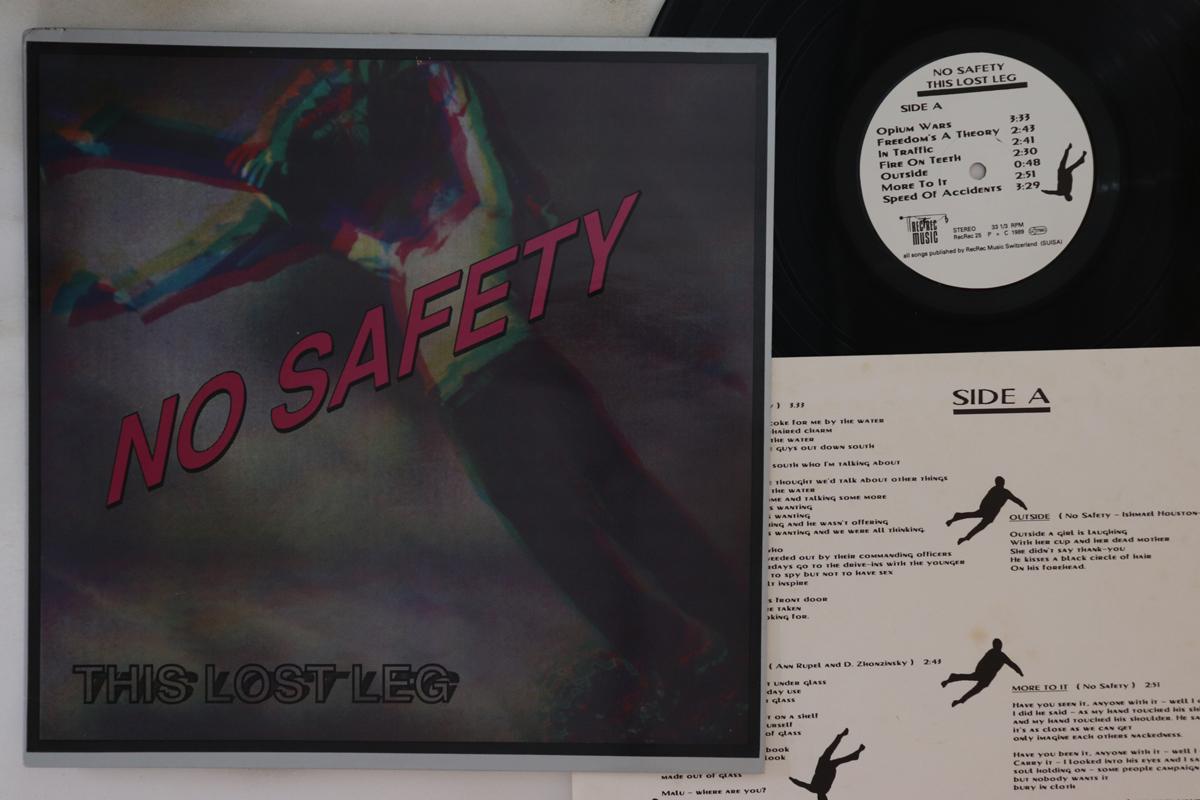 NO SAFETY
THIS LOST LEG
NO SAFETY
THIS LOST LEG
SIDE A
Opium Wars 3:33
Freedom's A Theory 2:43
In Traffic 2:41
Fire On Teeth 2:30
Outside 0:48
More To It 2:51
Speed Of Accidents 3:29
RECREC MUSIC
STEREO 33 1/3 RPM
RecRec 25 P + C 1989
all songs published by RecRec Music Switzerland (SUISA)
SIDE A
) 3.33
coke for me by the water
haired charm
the water
guys out down south
south who I'm talking about
thought we'd talk about other things
the water
me and talking some more
wanting
ing and he wasn't offering
wanting and we were all thinking.
who
eeded out by their commanding officers
days go to the drive-ins with the younger
to spy but not to have sex
inspire
front door
taken
king for.
( Ann Rupel and D. Zhonzinsky ) 2:43
under glass
day use
glass
on a shelf
urself
of glass
book
look
made out of glass
Malu - where are you?
OUTSIDE ( No Safety - Ishmael Houston-
Outside a girl is laughing
With her cup and her dead mother
She didn't say thank-you
He kisses a black circle of hair
On his forehead.
MORE TO IT ( No Safety ) 2:51
Have you seen it, anyone with it - well I
I did he said - as my hand touched his
and my hand touched his shoulder. He
it's as close as we can get
only imagine each others nackedness.
Have you been it, anyone with it - well I
Carry it - I looked into his eyes and I
soul holding on - some people campaign
but nobody wants it
bury in cloth